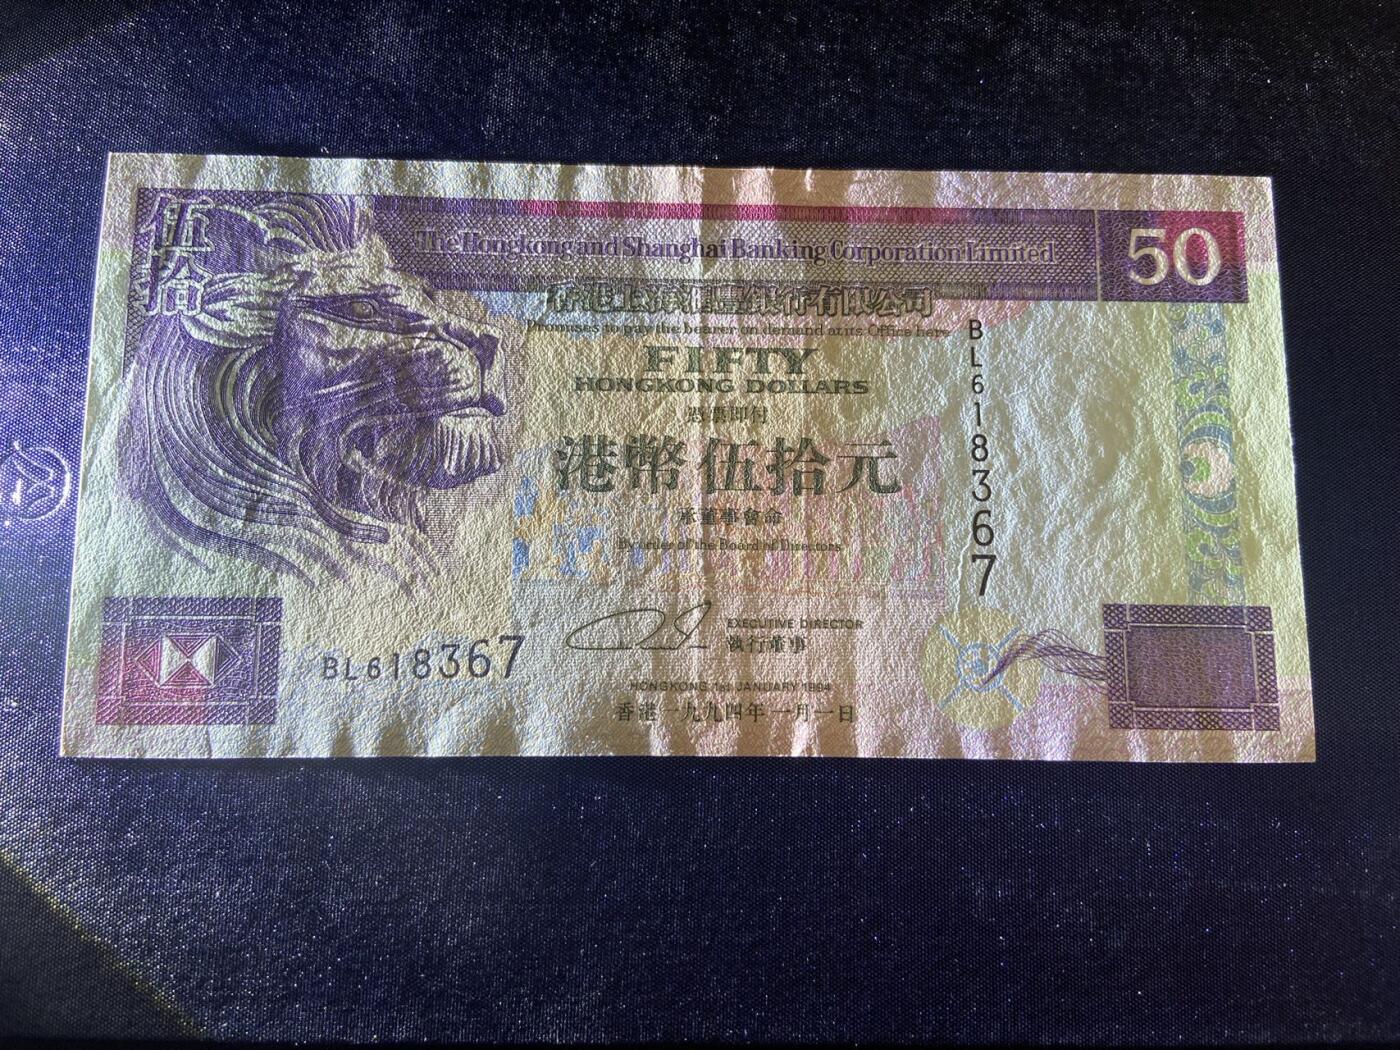 伍拾
The Hongkong and Shanghai Banking Corporation Limited
50
香港上海滙豐銀行有限公司
Promises to pay the bearer on demand at its Office here
FIFTY
HONGKONG DOLLARS
憑票即付
港幣伍拾元
承董事會命
By order of the Board of Directors
BL618367
EXECUTIVE DIRECTOR
執行董事
BL618367
HONGKONG 1st JANUARY 1994
香港一九九四年一月一日